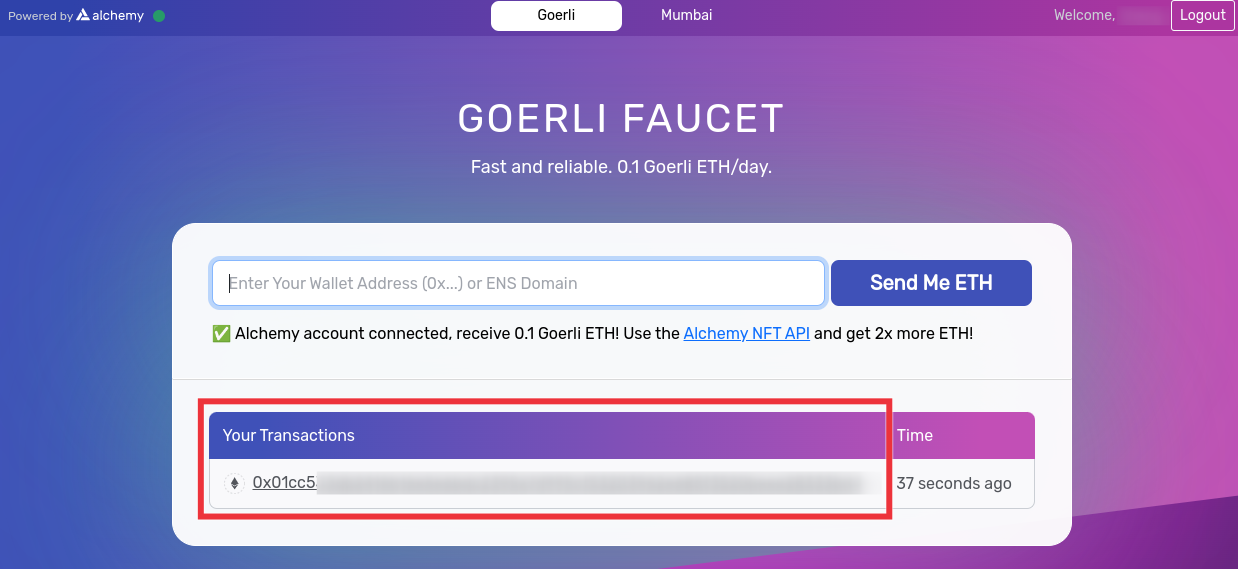 Powered by alchemy
Goerli
Mumbai
Welcome,
Logout
GOERLI FAUCET
Fast and reliable. 0.1 Goerli ETH/day.
Enter Your Wallet Address (0x...) or ENS Domain
Send Me ETH
✅ Alchemy account connected, receive 0.1 Goerli ETH! Use the Alchemy NFT API and get 2x more ETH!
Your Transactions
Time
0x01cc5
37 seconds ago